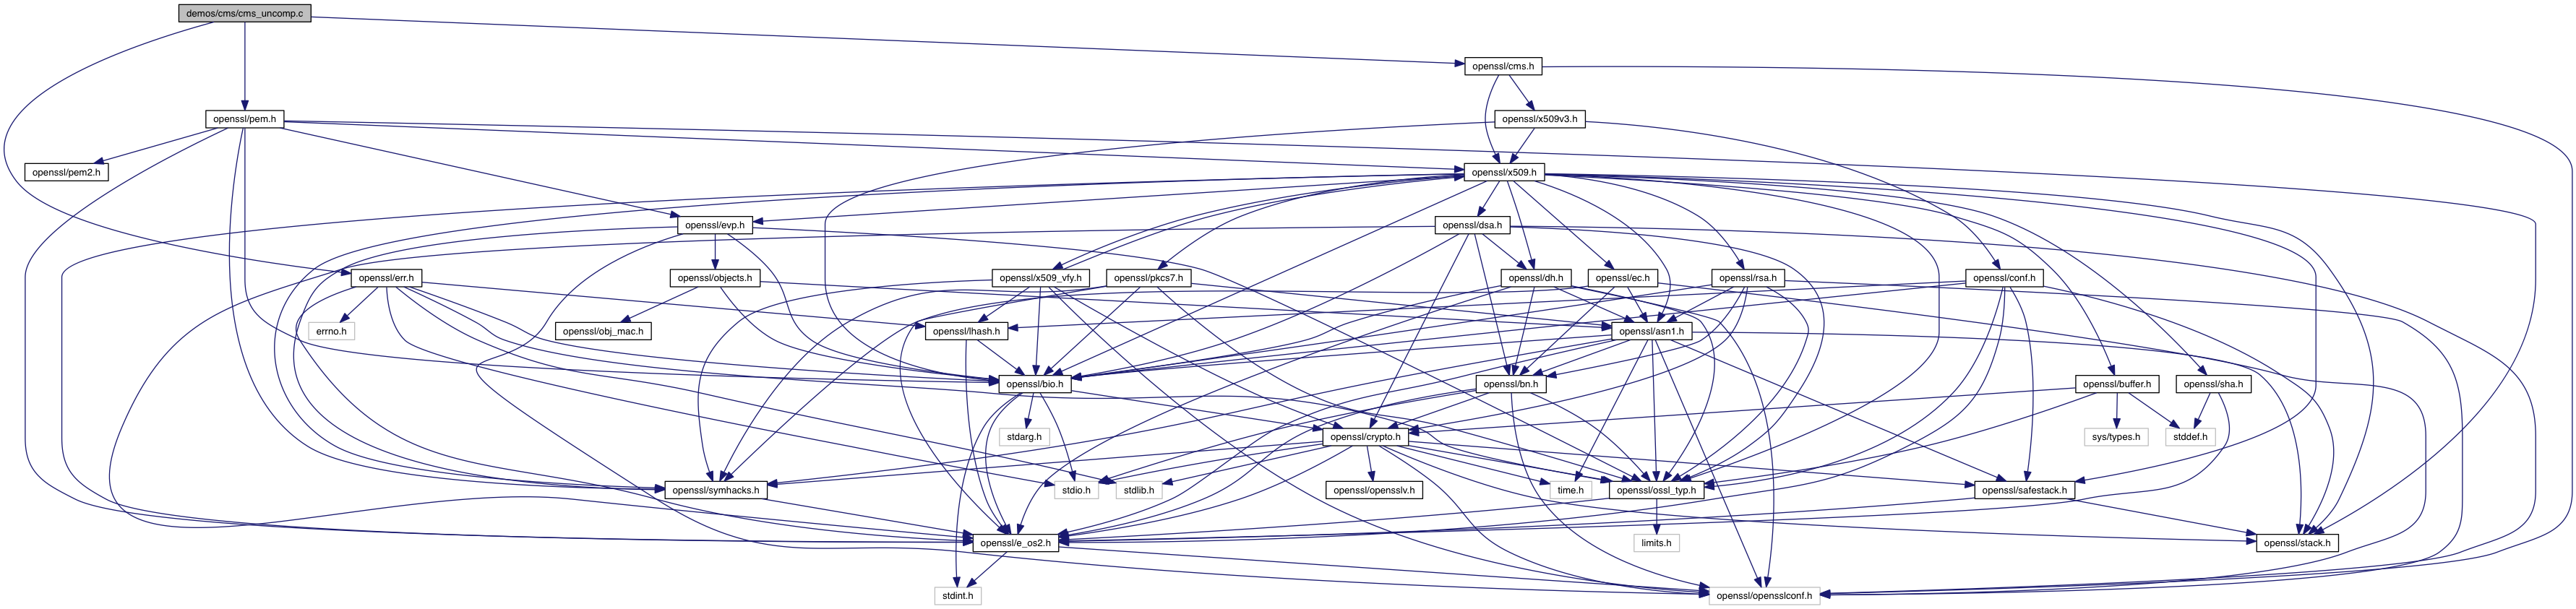 demos/cms/cms_uncomp.c
openssl/cms.h
openssl/pem.h
openssl/x509v3.h
openssl/pem2.h
openssl/x509.h
openssl/evp.h
openssl/dsa.h
openssl/err.h
openssl/objects.h
openssl/x509_vfy.h
openssl/pkcs7.h
openssl/dh.h
openssl/ec.h
openssl/rsa.h
openssl/conf.h
errno.h
openssl/obj_mac.h
openssl/lhash.h
openssl/asn1.h
openssl/bio.h
openssl/bn.h
openssl/buffer.h
openssl/sha.h
stdarg.h
openssl/crypto.h
sys/types.h
stddef.h
openssl/symhacks.h
stdio.h
stdlib.h
openssl/opensslv.h
time.h
openssl/ossl_typ.h
openssl/safestack.h
openssl/e_os2.h
limits.h
openssl/stack.h
stdint.h
openssl/opensslconf.h